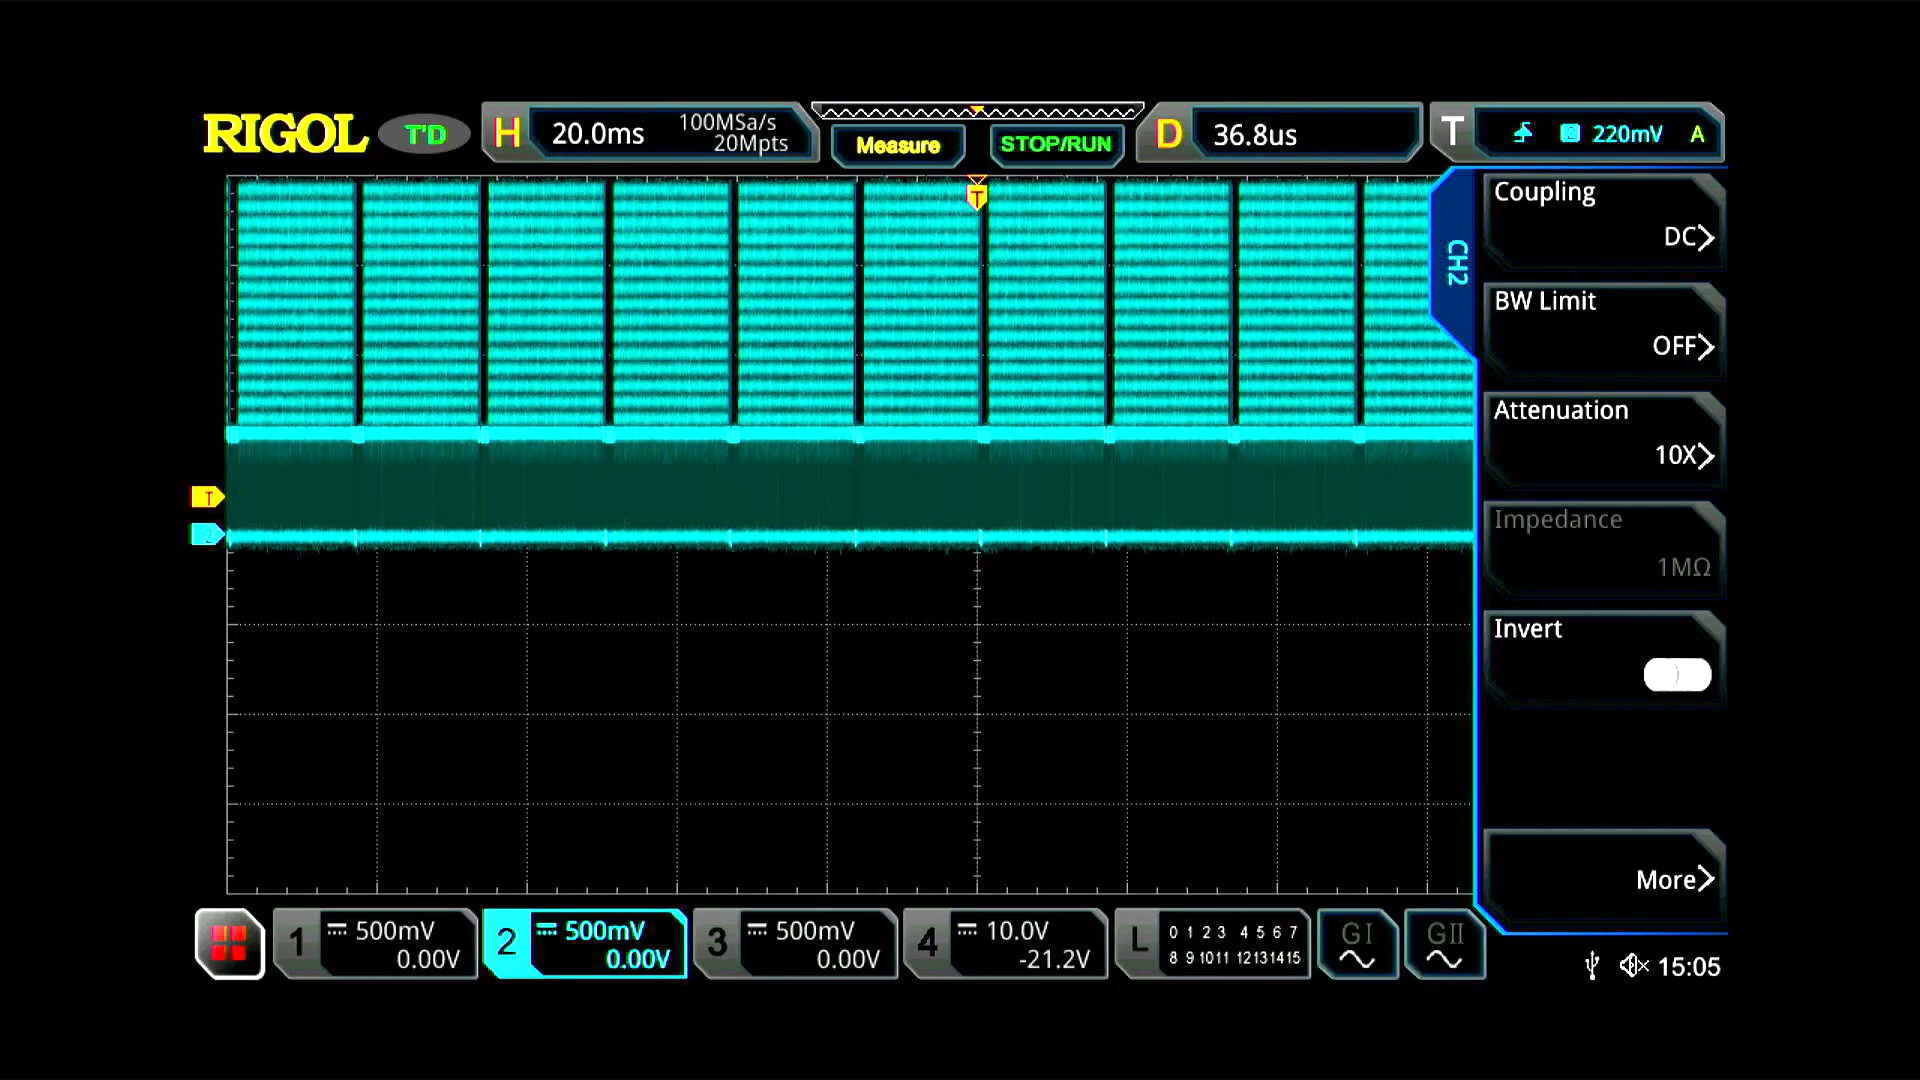 RIGOL T'D H 20.0ms 100MSa/s 20Mpts Measure STOP/RUN D 36.8us T 2 220mV A
T
CH2
Coupling
DC
BW Limit
OFF
Attenuation
10X
T
2
Impedance
1MΩ
Invert
More
1 500mV 0.00V
2 500mV 0.00V
3 500mV 0.00V
4 10.0V -21.2V
L 0 1 2 3 4 5 6 7
8 9 10 11 12 13 14 15
GI
GII
15:05